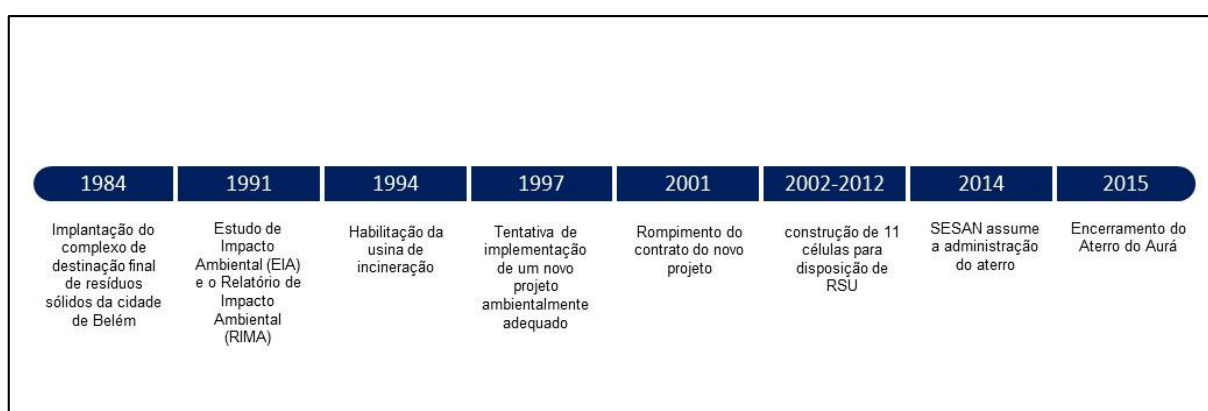 1984
Implantação do
complexo de
destinação final
de resíduos
sólidos da cidade
de Belém
1991
Estudo de
Impacto
Ambiental (EIA)
e o Relatório de
Impacto
Ambiental
(RIMA)
1994
Habilitação da
usina de
incineração
1997
Tentativa de
implementação
de um novo
projeto
ambientalmente
adequado
2001
Rompimento do
contrato do novo
projeto
2002-2012
construção de 11
células para
disposição de
RSU
2014
SESAN assume
a administração
do aterro
2015
Encerramento do
Aterro do Aurá